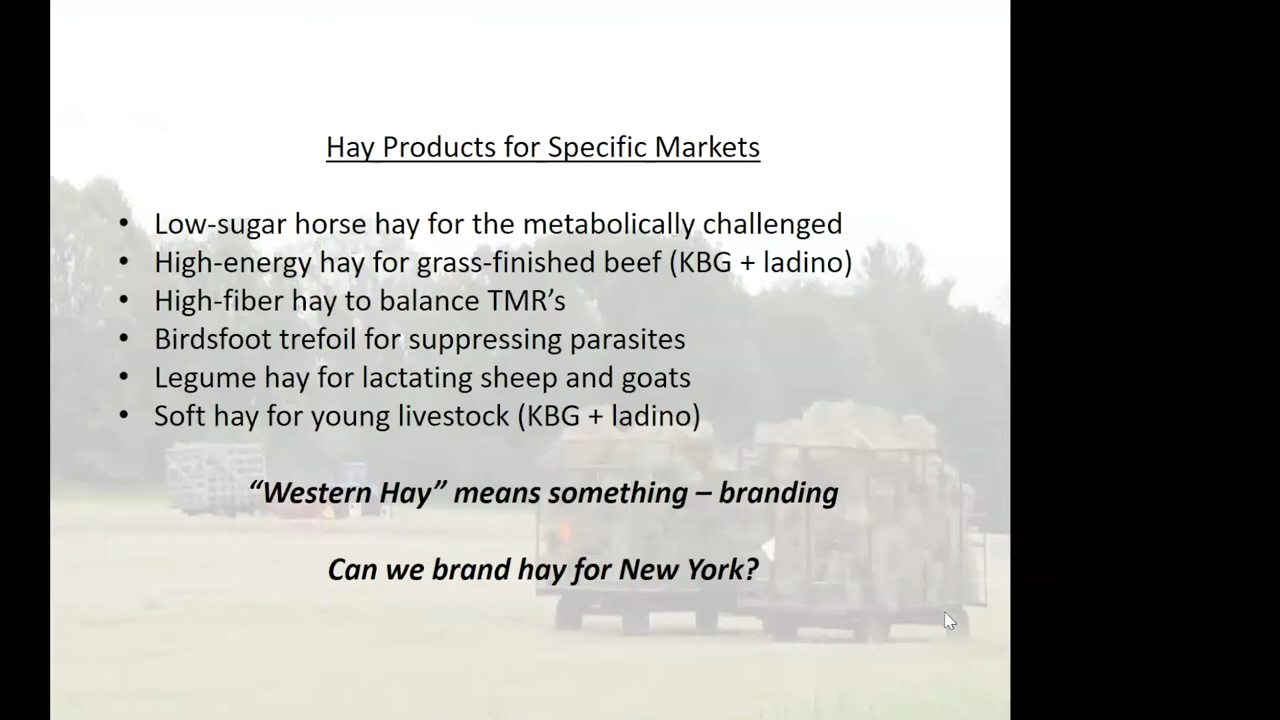 Hay Products for Specific Markets
• Low-sugar horse hay for the metabolically challenged
• High-energy hay for grass-finished beef (KBG + ladino)
• High-fiber hay to balance TMR’s
• Birdsfoot trefoil for suppressing parasites
• Legume hay for lactating sheep and goats
• Soft hay for young livestock (KBG + ladino)
“Western Hay” means something – branding
Can we brand hay for New York?